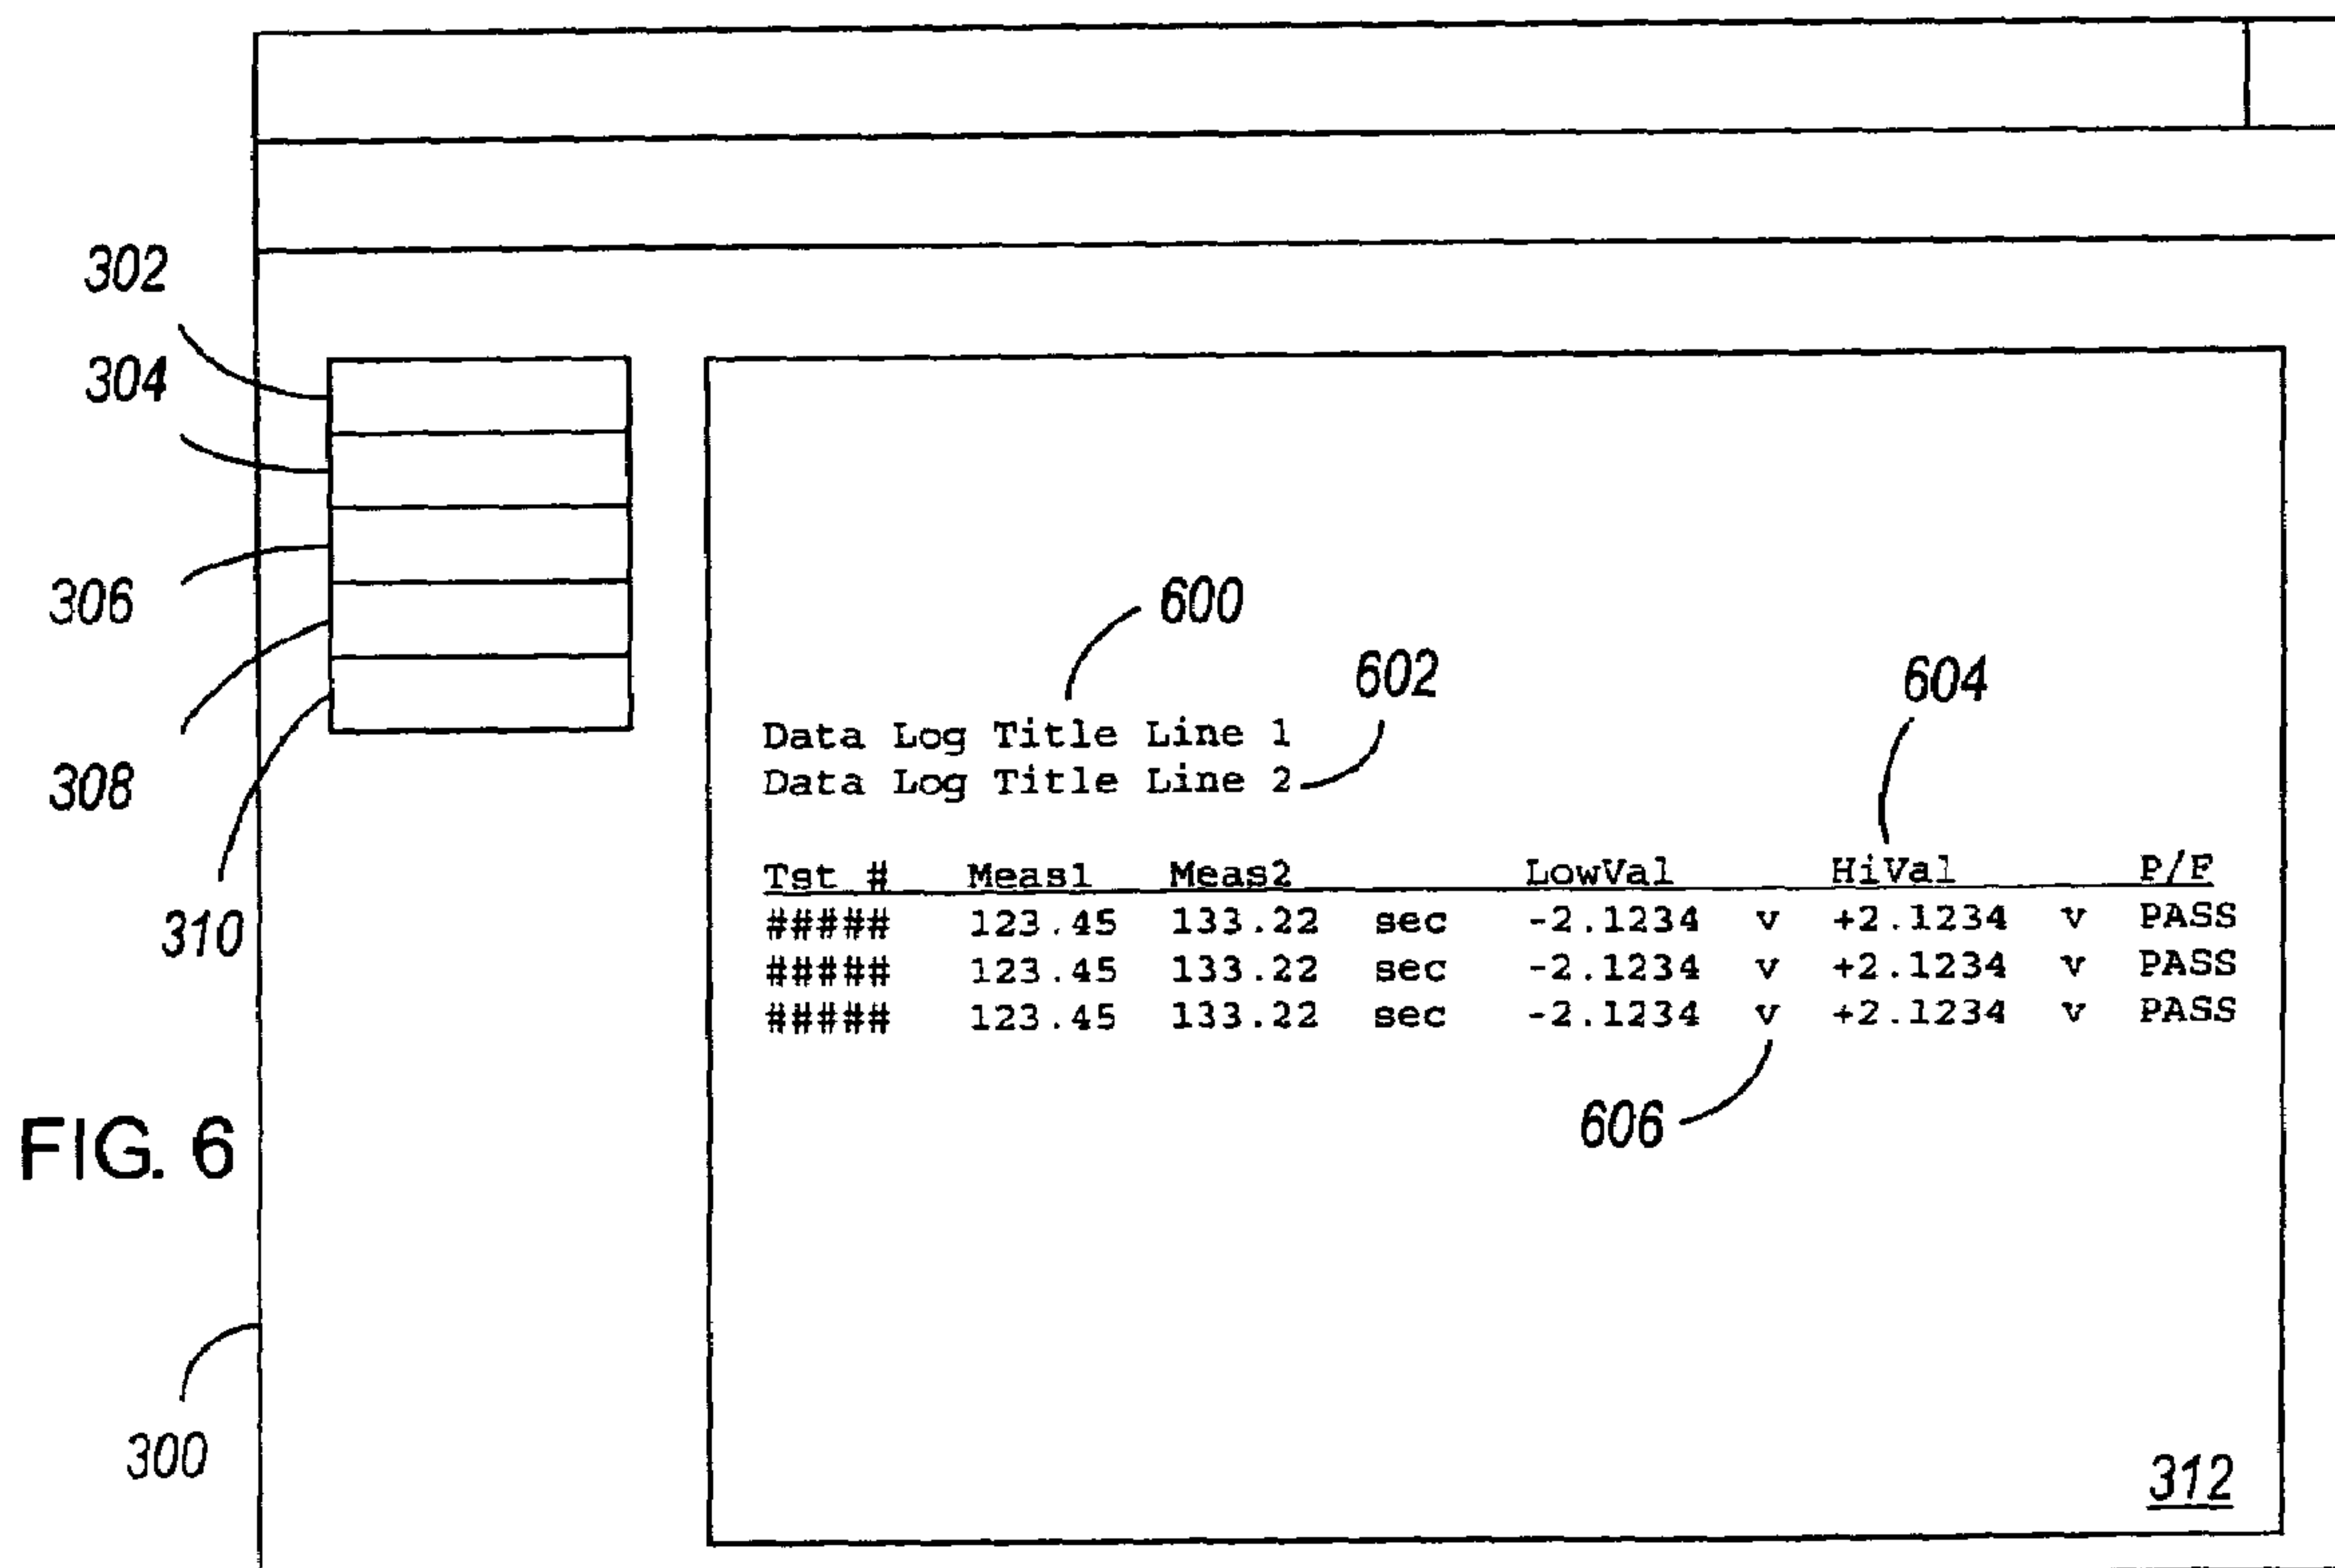 302
304
306
308
310
600
602
604
Data Log Title Line 1
Data Log Title Line 2
Tst # Meas1 Meas2 LowVal HiVal P/F
##### 123.45 133.22 sec -2.1234 v +2.1234 v PASS
##### 123.45 133.22 sec -2.1234 v +2.1234 v PASS
##### 123.45 133.22 sec -2.1234 v +2.1234 v PASS
606
FIG. 6
300
312